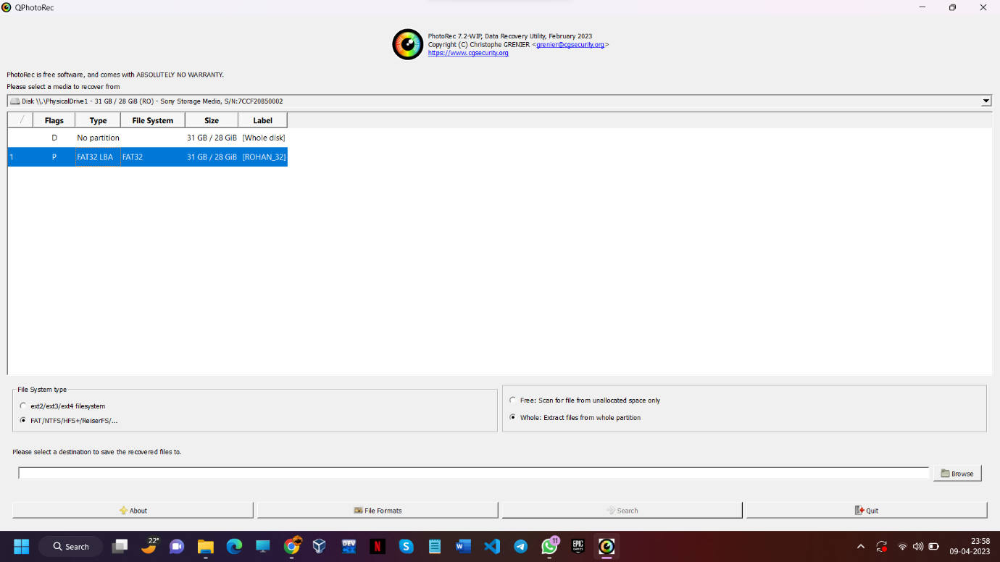 QPhotoRec
PhotoRec 7.2-WIP, Data Recovery Utility, February 2023
Copyright (C) Christophe GRENIER <grenier@cgsecurity.org>
https://www.cgsecurity.org
PhotoRec is free software, and comes with ABSOLUTELY NO WARRANTY.
Please select a media to recover from
Disk \\.\PhysicalDrive1 - 31 GB / 28 GiB (RO) - Sony Storage Media, S/N:7CCF20B50002
/ Flags Type File System Size Label
D No partition 31 GB / 28 GiB [Whole disk]
1 P FAT32 LBA FAT32 31 GB / 28 GiB [ROHAN_32]
File System type
ext2/ext3/ext4 filesystem
FAT/NTFS/HFS+/ReiserFS/...
Free: Scan for file from unallocated space only
Whole: Extract files from whole partition
Please select a destination to save the recovered files to.
Browse
About File Formats Search Quit
Search 22° DEV N S W 11 EPIC GAMES 23:58
09-04-2023